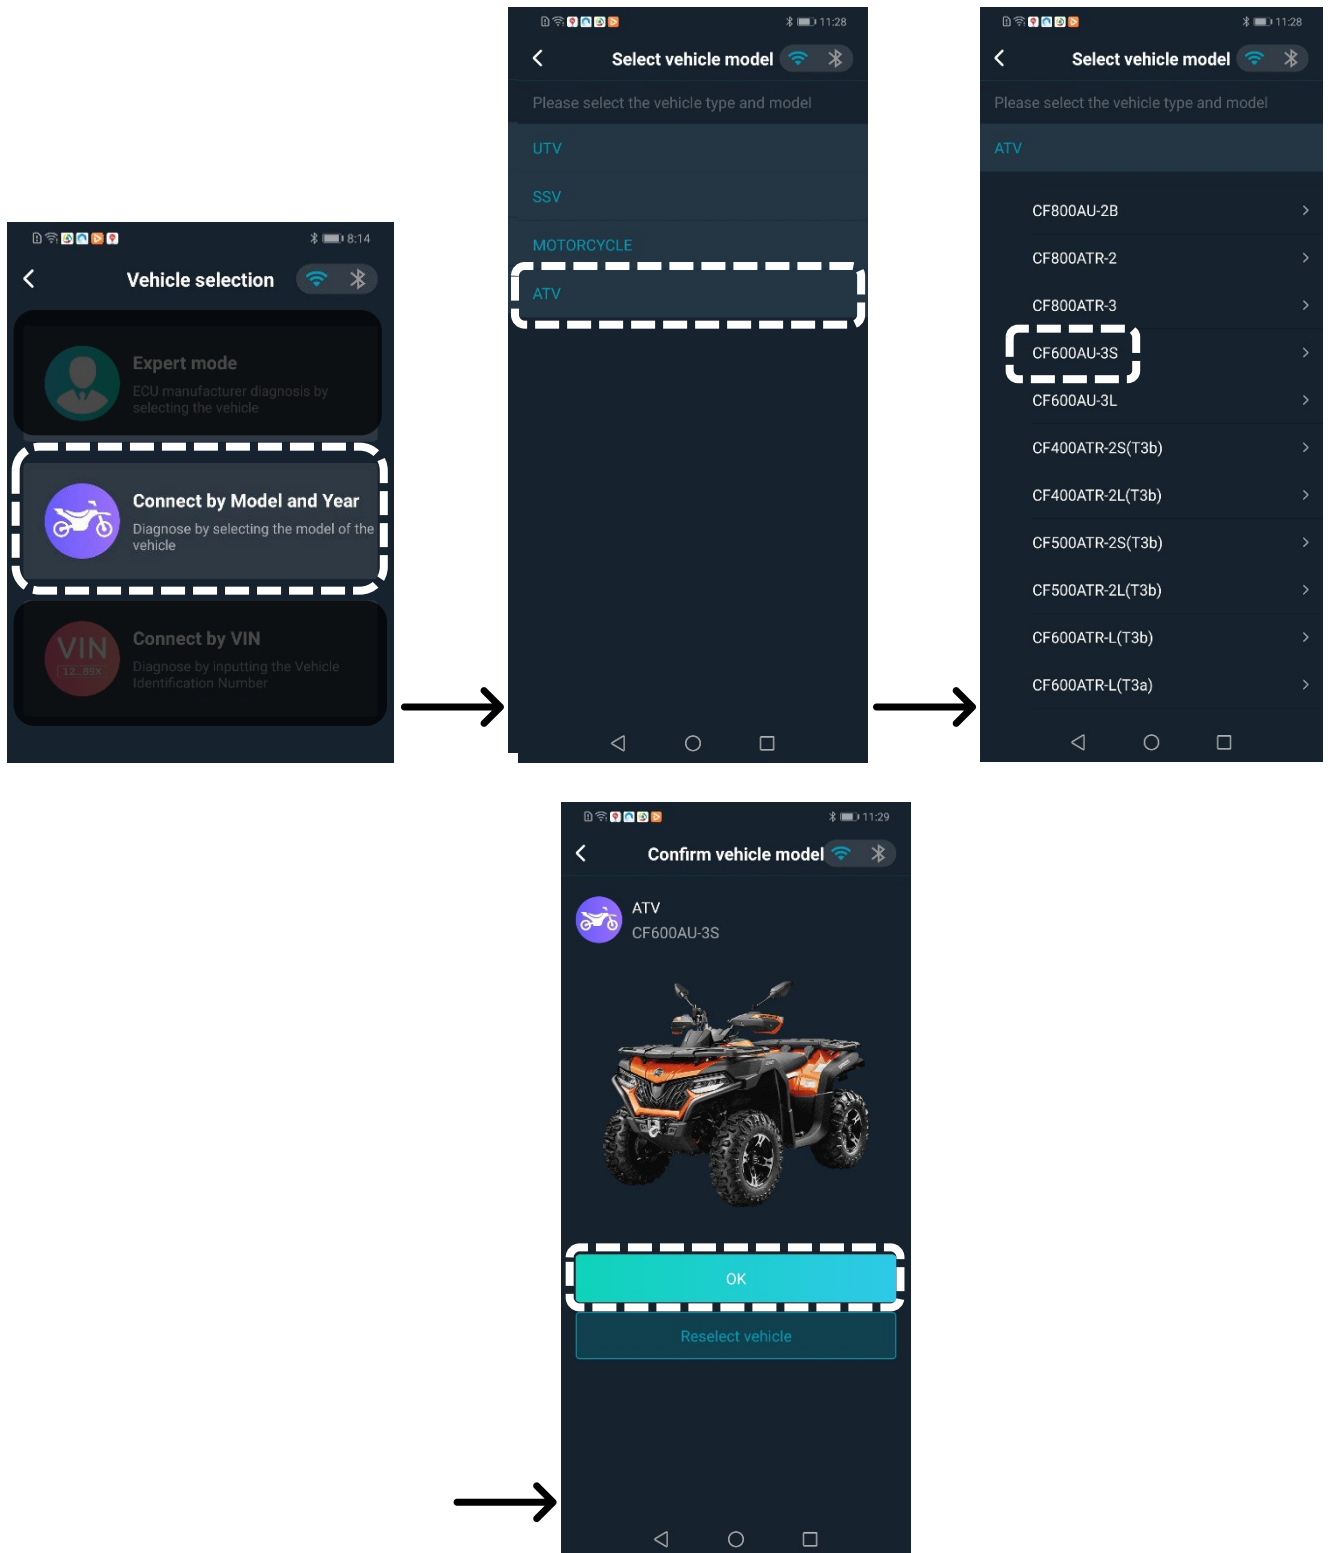 8:14
Vehicle selection
Expert mode
ECU manufacturer diagnosis by
selecting the vehicle
Connect by Model and Year
Diagnose by selecting the model of the
vehicle
VIN
12..89X
Connect by VIN
Diagnose by inputting the Vehicle
Identification Number
11:28
Select vehicle model
Please select the vehicle type and model
UTV
SSV
MOTORCYCLE
ATV
11:28
Select vehicle model
Please select the vehicle type and model
ATV
CF800AU-2B
CF800ATR-2
CF800ATR-3
CF600AU-3S
CF600AU-3L
CF400ATR-2S(T3b)
CF400ATR-2L(T3b)
CF500ATR-2S(T3b)
CF500ATR-2L(T3b)
CF600ATR-L(T3b)
CF600ATR-L(T3a)
11:29
Confirm vehicle model
ATV
CF600AU-3S
OK
Reselect vehicle